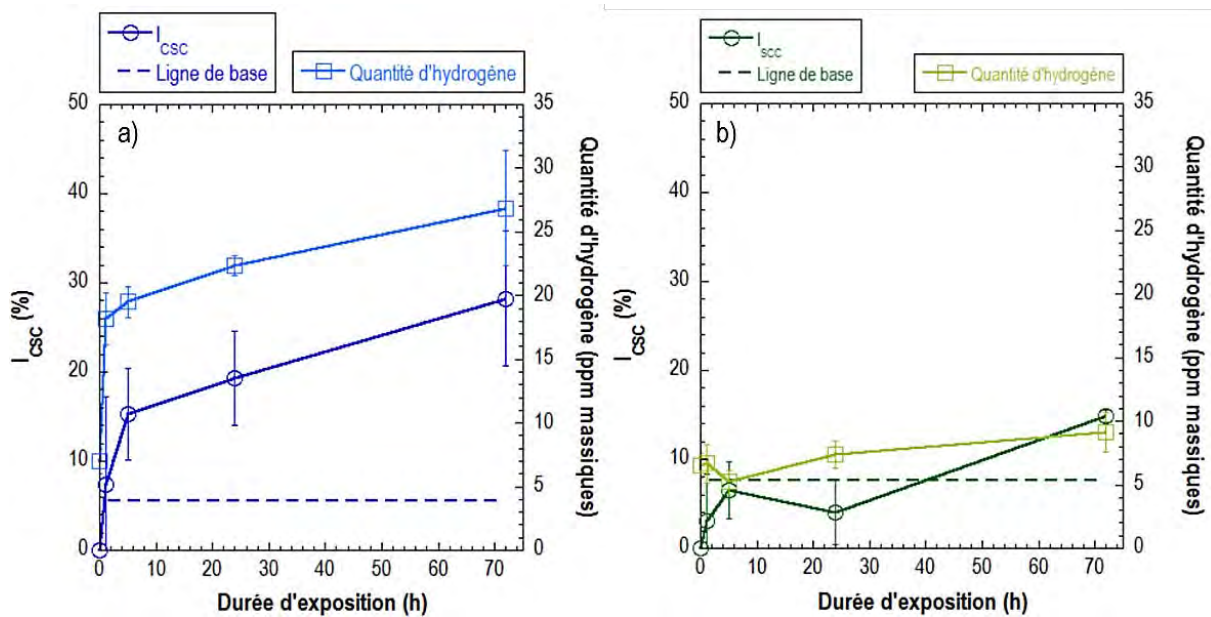 I_CSC
Ligne de base
Quantité d'hydrogène
a)
50
40
30
20
10
0
35
30
25
20
15
10
5
0
0 10 20 30 40 50 60 70
I_CSC (%)
Quantité d'hydrogène (ppm massiques)
Durée d'exposition (h)
I_SCC
Ligne de base
Quantité d'hydrogène
b)
50
40
30
20
10
0
35
30
25
20
15
10
5
0
0 10 20 30 40 50 60 70
I_CSC (%)
Quantité d'hydrogène (ppm massiques)
Durée d'exposition (h)